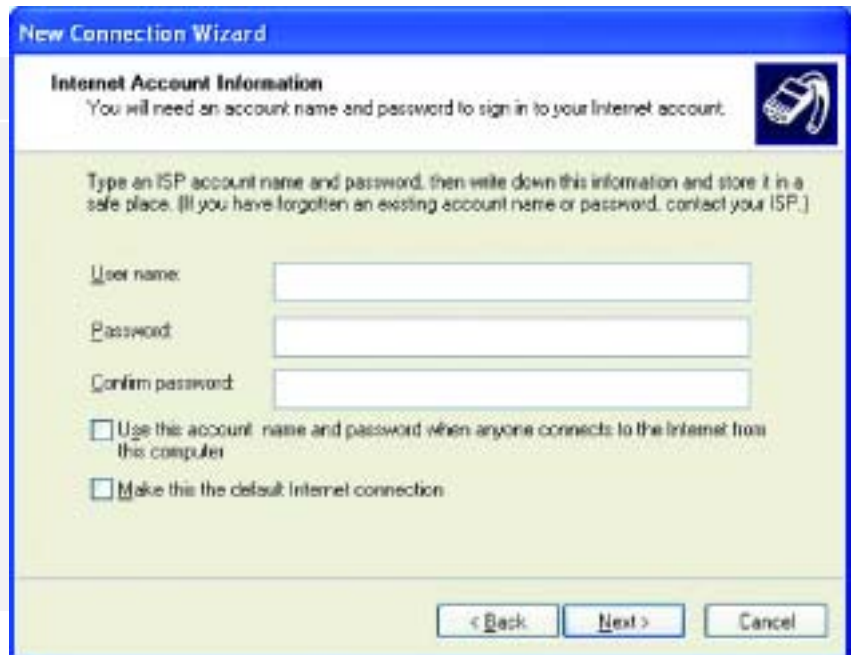 New Connection Wizard
Internet Account Information
You will need an account name and password to sign in to your Internet account.
Type an ISP account name and password, then write down this information and store it in a
safe place. (If you have forgotten an existing account name or password, contact your ISP.)
User name:
Password:
Confirm password:
Use this account name and password when anyone connects to the Internet from
this computer
Make this the default Internet connection
< Back
Next >
Cancel